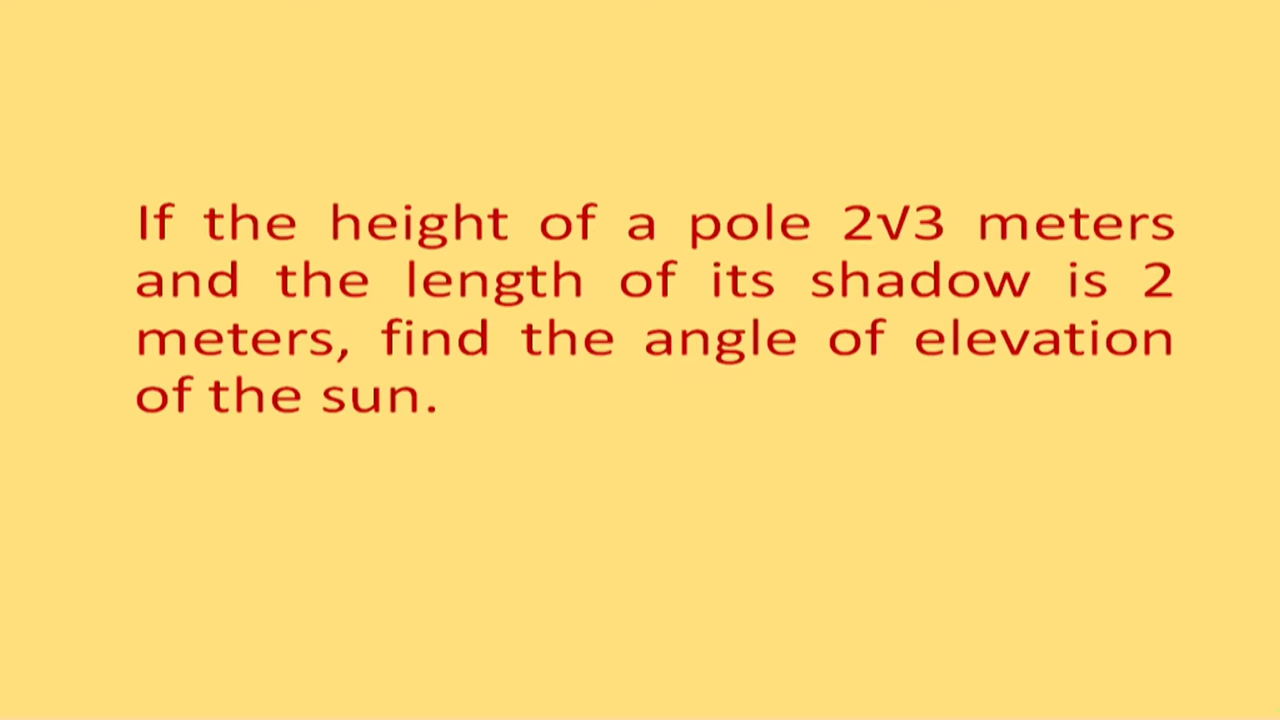 If the height of a pole 2√3 meters
and the length of its shadow is 2
meters, find the angle of elevation
of the sun.